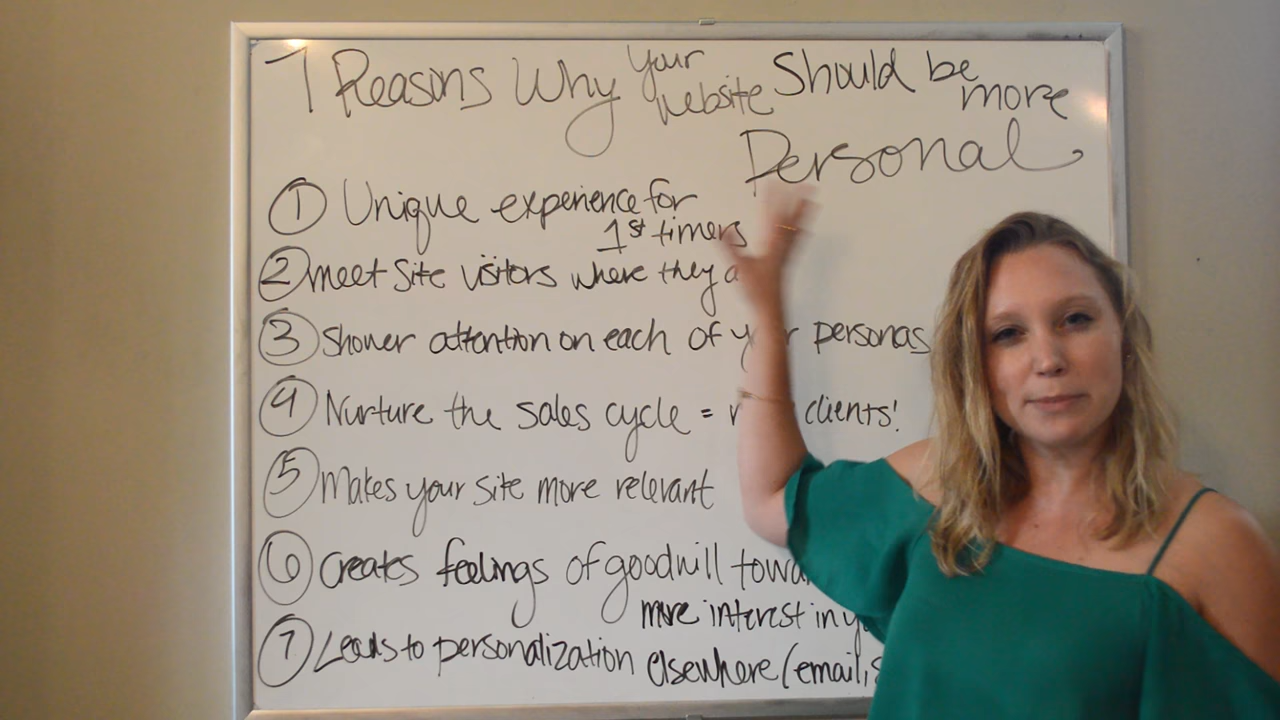 7 Reasons Why Your website Should be more
Personal
1 Unique experience for
1st timers
2 meet site visitors where they
3 Shower attention on each of personas
4 Nurture the sales cycle = clients!
5 Makes your site more relevant
6 Creates feelings of goodwill
more interest in
7 Leads to personalization elsewhere (email,